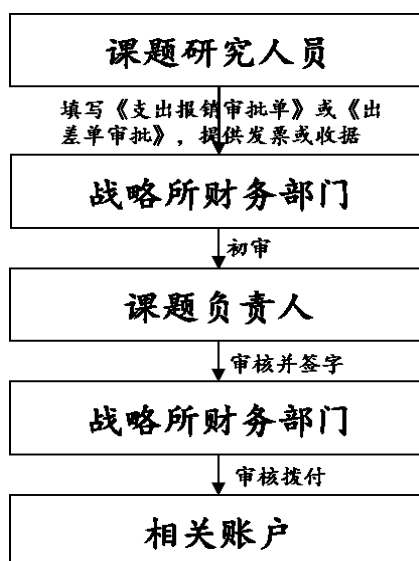 课题研究人员
填写《支出报销审批单》或《出
差单审批》，提供发票或收据
战略所财务部门
初审
课题负责人
审核并签字
战略所财务部门
审核拨付
相关账户